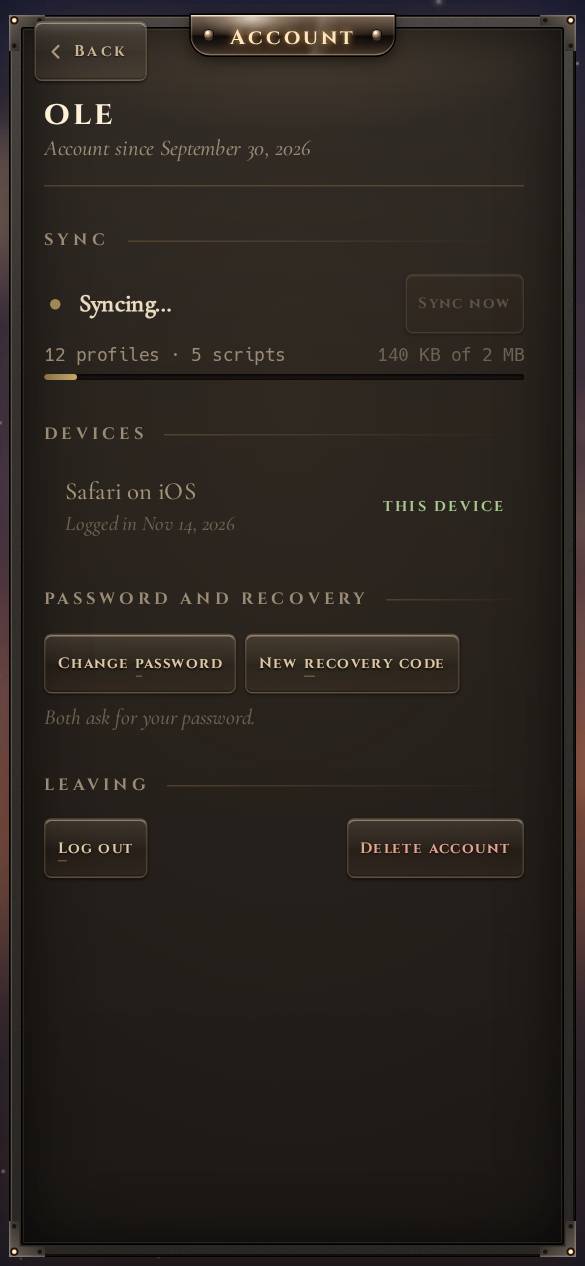 Back
Account
OLE
Account since September 30, 2026
SYNC
Syncing...
Sync now
12 profiles · 5 scripts
140 KB of 2 MB
DEVICES
Safari on iOS
Logged in Nov 14, 2026
THIS DEVICE
PASSWORD AND RECOVERY
Change password
New recovery code
Both ask for your password.
LEAVING
Log out
Delete account